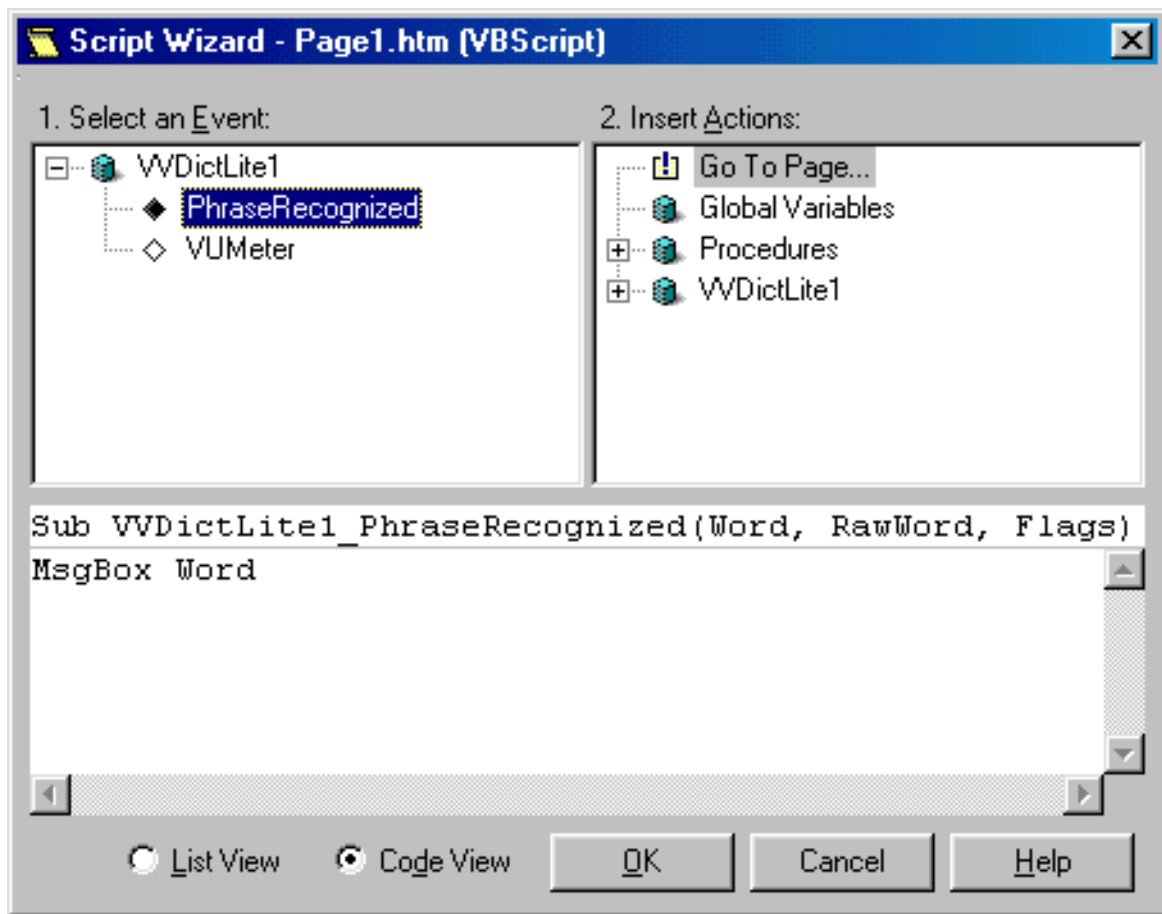 Script Wizard - Page1.htm (VBScript)
1. Select an Event:
2. Insert Actions:
VVDictLite1
PhraseRecognized
VUMeter
Go To Page...
Global Variables
Procedures
VVDictLite1
Sub VVDictLite1_PhraseRecognized(Word, RawWord, Flags)
MsgBox Word
List View Code View OK Cancel Help